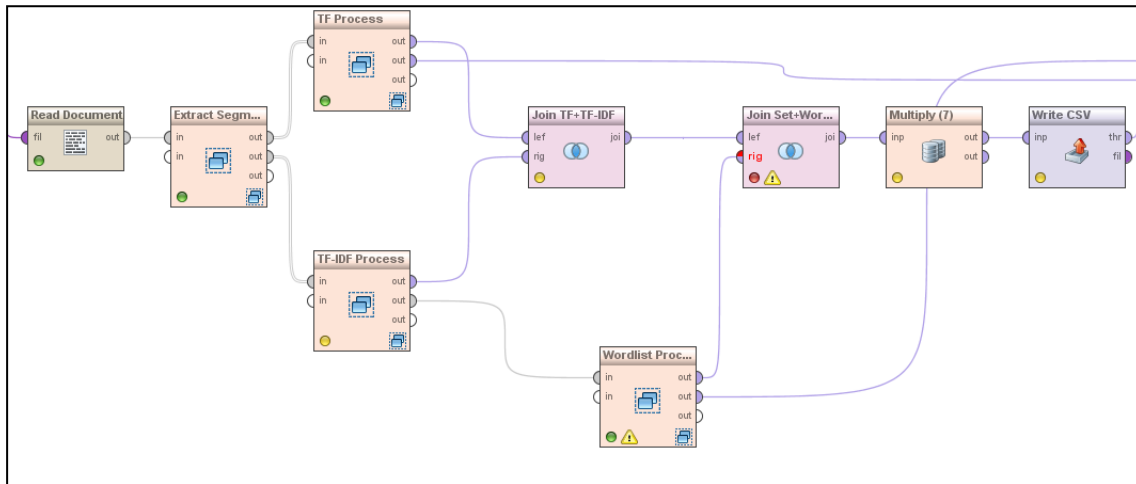 TF Process
in out
in out
out
Read Document
fil out
Extract Segm...
in out
in out
out
Join TF+TF-IDF
lef joi
rig
Join Set+Wor...
lef joi
rig
Multiply (7)
inp out
out
Write CSV
inp thr
fil
TF-IDF Process
in out
in out
out
Wordlist Proc...
in out
in out
out